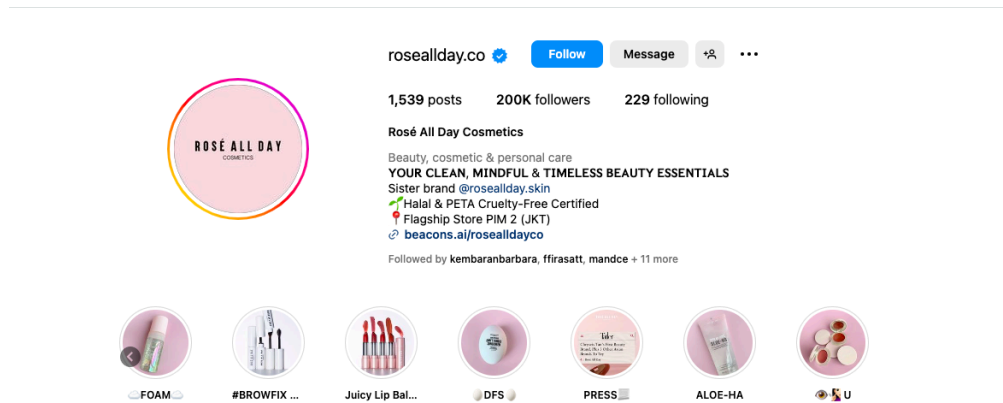 roseallday.co
Follow
Message
1,539 posts 200K followers 229 following
ROSÉ ALL DAY
COSMETICS
Rosé All Day Cosmetics
Beauty, cosmetic & personal care
YOUR CLEAN, MINDFUL & TIMELESS BEAUTY ESSENTIALS
Sister brand @roseallday.skin
🌱Halal & PETA Cruelty-Free Certified
📍Flagship Store PIM 2 (JKT)
beacons.ai/rosealldayco
Followed by kembaranbarbara, ffirasatt, mandce + 11 more
Tatler
☁️FOAM☁️
#BROWFIX ...
Juicy Lip Bal...
🥚DFS🥚
PRESS📃
ALOE-HA
👁️💃U